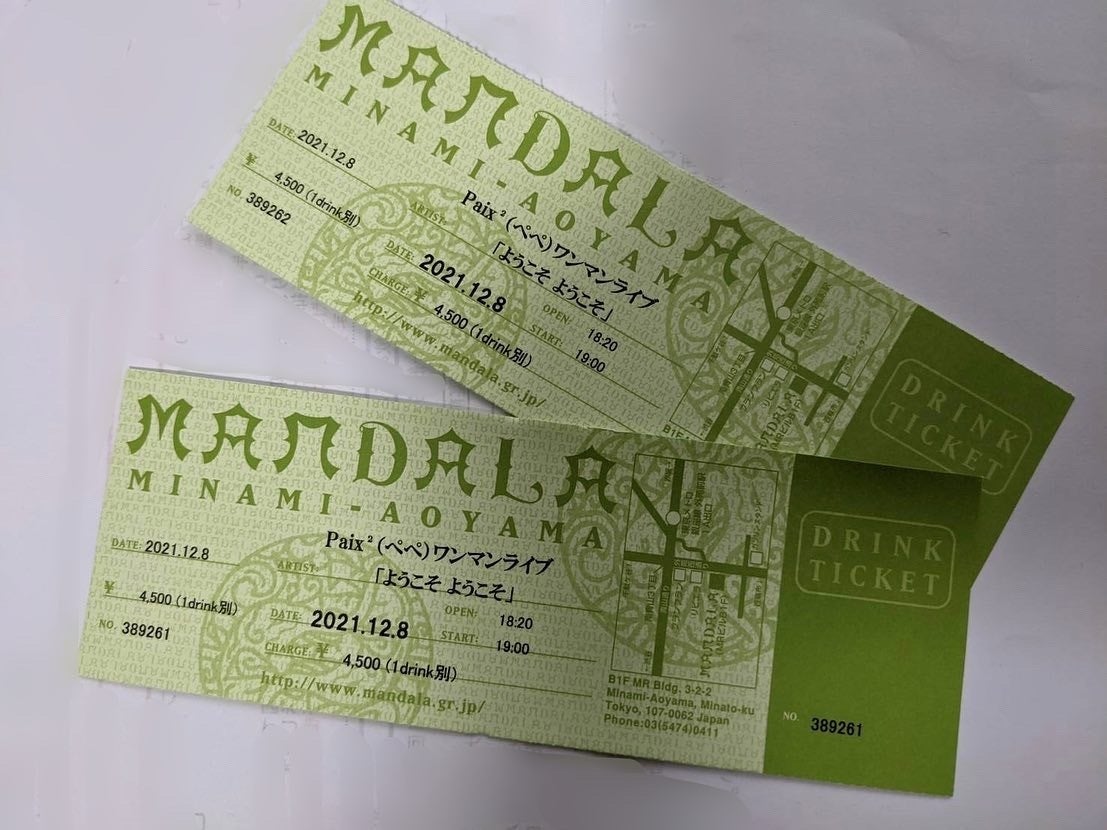 MANDALA
MINAMI-AOYAMA
DATE: 2021.12.8
¥ 4,500 (1drink別)
NO. 389262
ARTIST:
Paix²(ぺぺ)ワンマンライブ
「ようこそ ようこそ」
DATE: 2021.12.8
OPEN: 18:20
CHARGE: ¥ 4,500 (1drink別)
START: 19:00
http://www.mandala.gr.jp/
B1F
DRINK
TICKET
MANDALA
MINAMI-AOYAMA
DATE: 2021.12.8
¥ 4,500 (1drink別)
NO. 389261
ARTIST:
Paix²(ぺぺ)ワンマンライブ
「ようこそ ようこそ」
DATE: 2021.12.8
OPEN: 18:20
CHARGE: ¥ 4,500 (1drink別)
START: 19:00
http://www.mandala.gr.jp/
MANDALA
B1F MR Bldg. 3-2-2
Minami-Aoyama, Minato-ku
Tokyo, 107-0062 Japan
Phone:03(5474)0411
DRINK
TICKET
NO. 389261